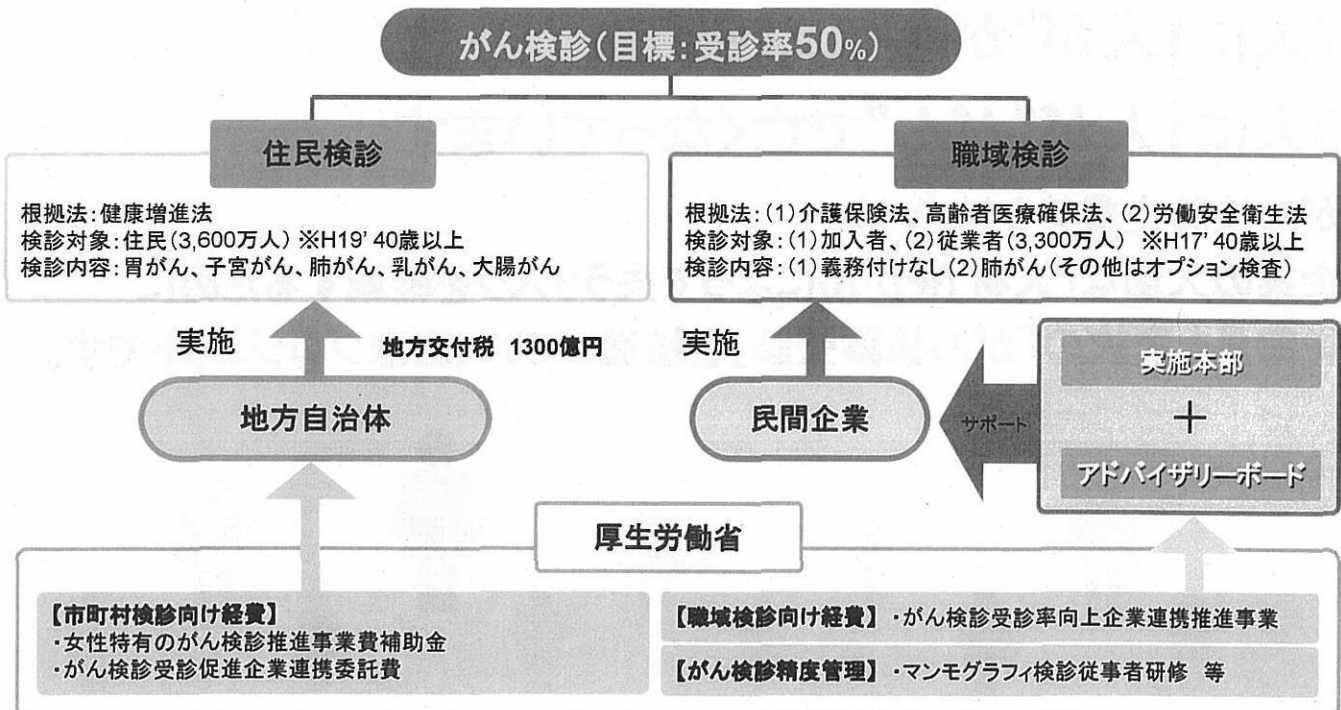 がん検診(目標:受診率50%)
住民検診
根拠法:健康増進法
検診対象:住民(3,600万人) ※H19' 40歳以上
検診内容:胃がん、子宮がん、肺がん、乳がん、大腸がん
職域検診
根拠法:(1)介護保険法、高齢者医療確保法、(2)労働安全衛生法
検診対象:(1)加入者、(2)従業者(3,300万人) ※H17' 40歳以上
検診内容:(1)義務付けなし(2)肺がん(その他はオプション検査)
実施
地方交付税 1300億円
実施
地方自治体
民間企業
サポート
実施本部
+
アドバイザリーボード
厚生労働省
【市町村検診向け経費】
・女性特有のがん検診推進事業費補助金
・がん検診受診促進企業連携委託費
【職域検診向け経費】 ・がん検診受診率向上企業連携推進事業
【がん検診精度管理】 ・マンモグラフィ検診従事者研修 等